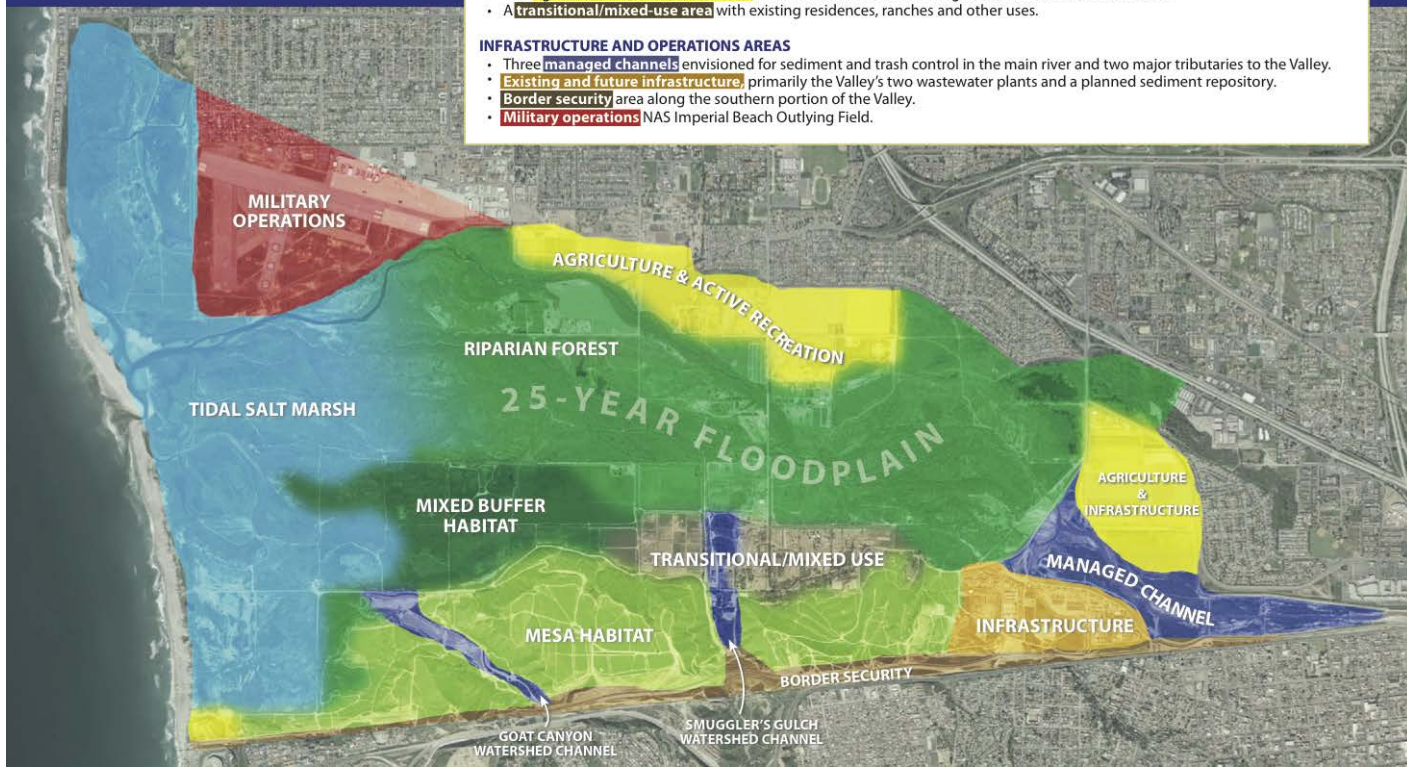 • A transitional/mixed-use area with existing residences, ranches and other uses.
INFRASTRUCTURE AND OPERATIONS AREAS
• Three managed channels envisioned for sediment and trash control in the main river and two major tributaries to the Valley.
• Existing and future infrastructure, primarily the Valley's two wastewater plants and a planned sediment repository.
• Border security area along the southern portion of the Valley.
• Military operations NAS Imperial Beach Outlying Field.
MILITARY
OPERATIONS
AGRICULTURE & ACTIVE RECREATION
RIPARIAN FOREST
25-YEAR FLOODPLAIN
TIDAL SALT MARSH
MIXED BUFFER
HABITAT
AGRICULTURE
&
INFRASTRUCTURE
TRANSITIONAL/MIXED USE
MANAGED CHANNEL
MESA HABITAT
INFRASTRUCTURE
BORDER SECURITY
GOAT CANYON
WATERSHED CHANNEL
SMUGGLER'S GULCH
WATERSHED CHANNEL